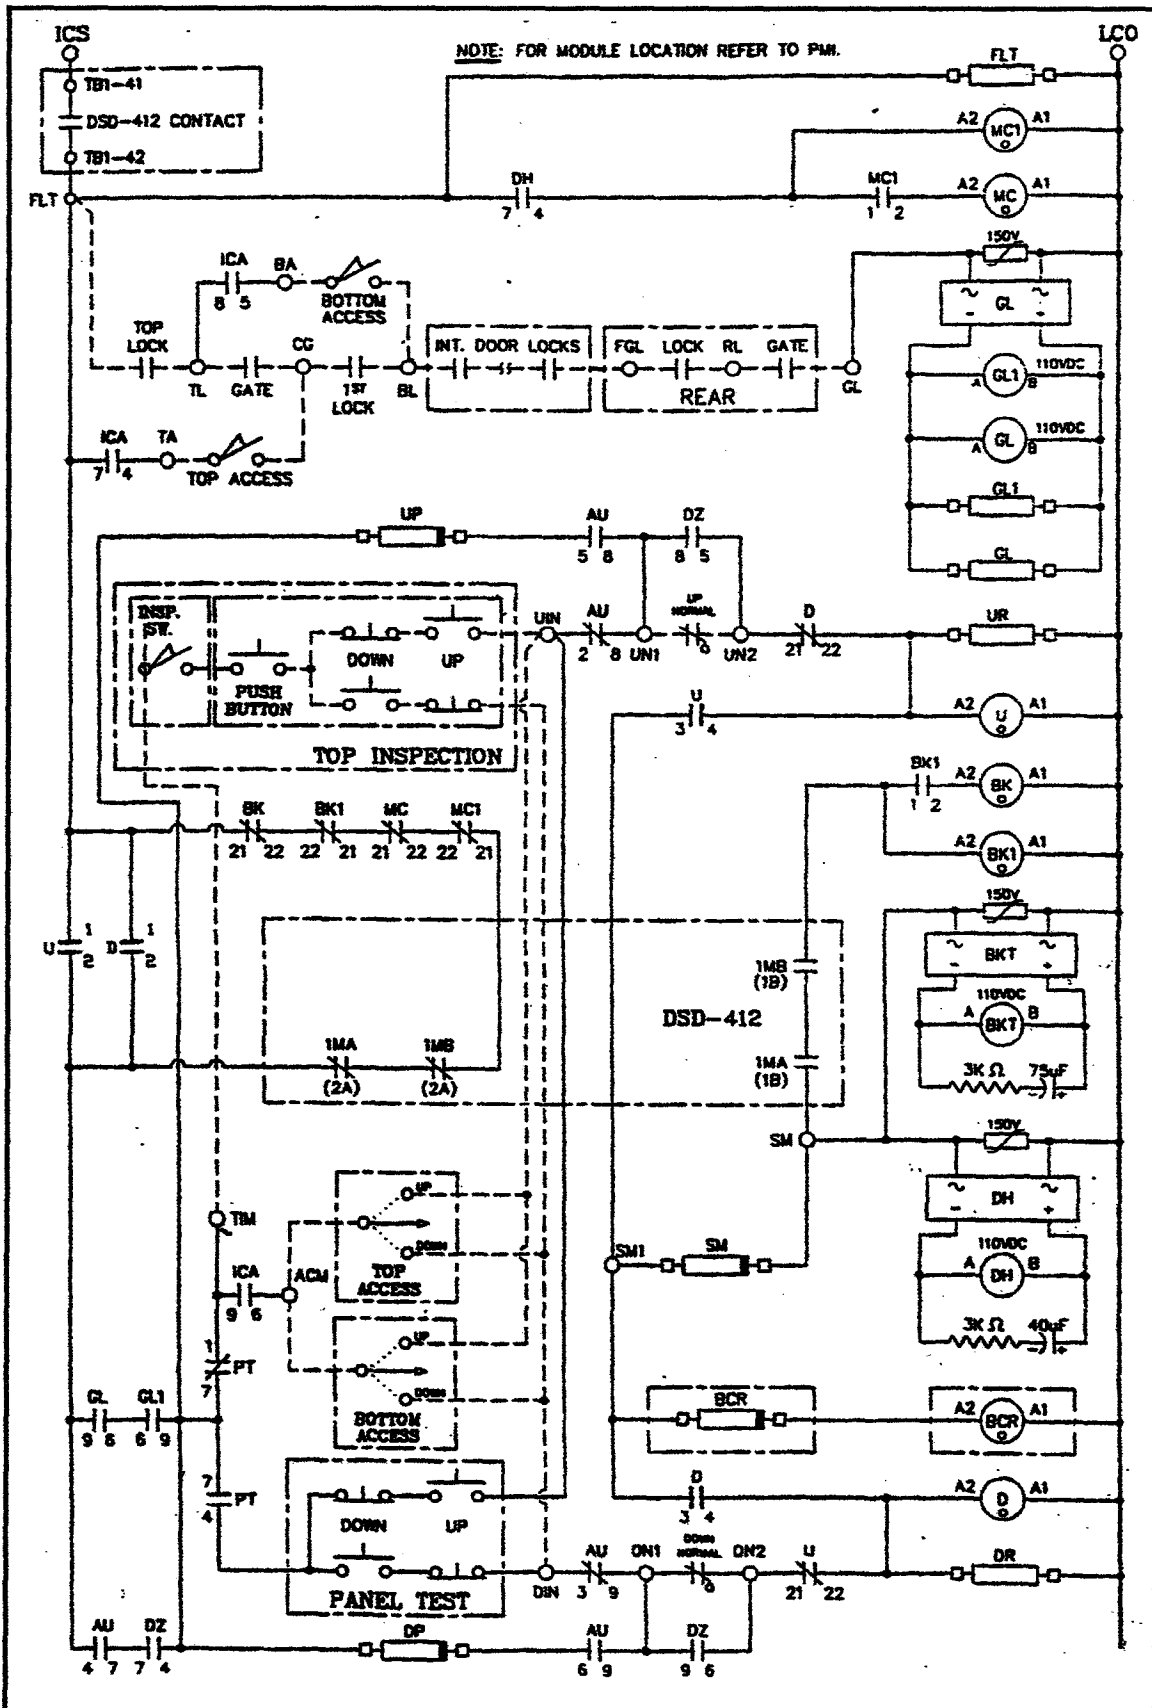 ICS
LCO
NOTE: FOR MODULE LOCATION REFER TO PMI.
FLT
TB1-41
DSD-412 CONTACT
TB1-42
A2 MC1 A1
FLT
DH
7 4
MC1
1 2
A2 MC A1
150V
ICA
8 5
BA
BOTTOM
ACCESS
~ GL ~
- +
TOP
LOCK
TL
GATE
CG
1ST
LOCK
BL
INT. DOOR LOCKS
FGL LOCK RL GATE
REAR
GL
A GL1 B 110VDC
A GL B 110VDC
ICA
7 4
TA
TOP ACCESS
GL1
GL
UP
AU
5 8
DZ
8 5
INSP.
SW.
PUSH
BUTTON
DOWN UP
TOP INSPECTION
UIN
AU
2 8
UN1
UP
NORMAL
UN2
D
21 22
UR
U
3 4
A2 U A1
BK1
1 2
A2 BK A1
BK
21 22
BK1
22 21
MC
21 22
MC1
22 21
A2 BK1 A1
150V
U 1
2
D 1
2
1MB
(1B)
DSD-412
~ BKT ~
- +
110VDC
A BKT B
1MA
(2A)
1MB
(2A)
1MA
(1B)
3K Ω 75uF
- +
SM
150V
TIM
UP
DOWN
TOP
ACCESS
~ DH ~
- +
ICA
9 6
ACM
SM1
SM
110VDC
A DH B
3K Ω 40uF
- +
1
7 PT
UP
DOWN
BOTTOM
ACCESS
GL
9 6
GL1
6 9
BCR
A2 BCR A1
7
4 PT
DOWN UP
PANEL TEST
D
3 4
A2 D A1
DIN
AU
3 9
DN1
DOWN
NORMAL
DN2
U
21 22
DR
AU
4 7
DZ
7 4
DP
AU
6 9
DZ
9 6